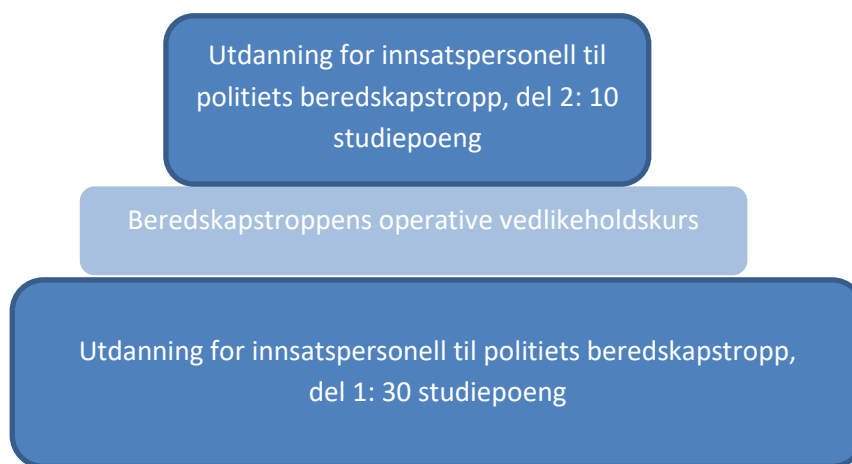 Utdanning for innsatspersonell til
politiets beredskapstropp, del 2: 10
studiepoeng
Beredskapstroppens operative vedlikeholdskurs
Utdanning for innsatspersonell til politiets beredskapstropp,
del 1: 30 studiepoeng